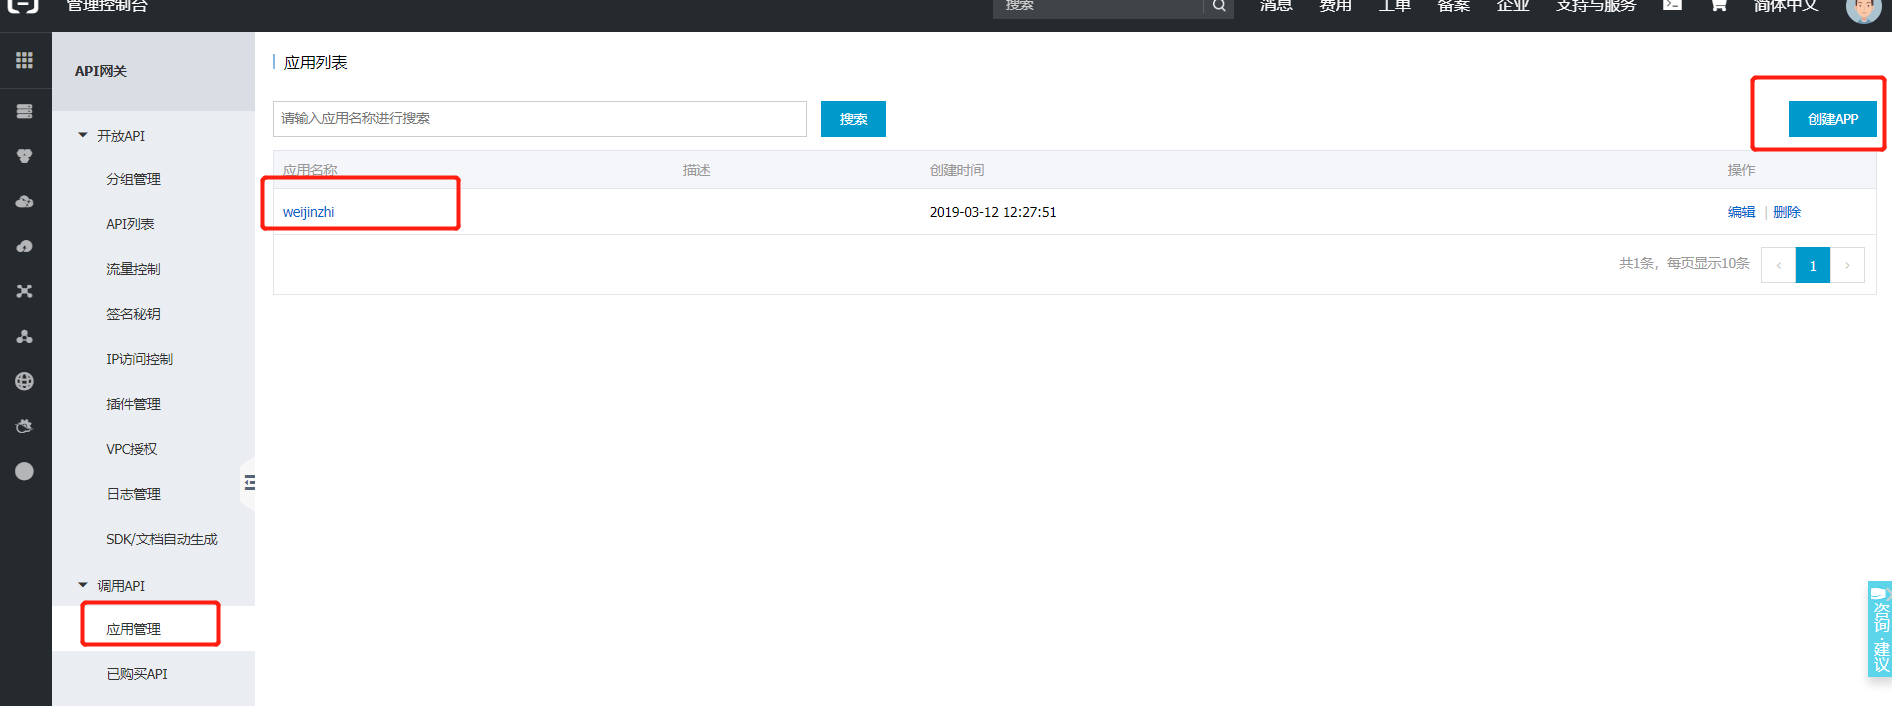 管理控制台
搜索
消息 费用 工单 备案 企业 支持与服务 简体中文
API网关
开放API
分组管理
API列表
流量控制
签名秘钥
IP访问控制
插件管理
VPC授权
日志管理
SDK/文档自动生成
调用API
应用管理
已购买API
应用列表
请输入应用名称进行搜索
搜索
创建APP
应用名称 描述 创建时间 操作
weijinzhi 2019-03-12 12:27:51 编辑 | 删除
共1条，每页显示10条 ‹ 1 ›
咨询·建议